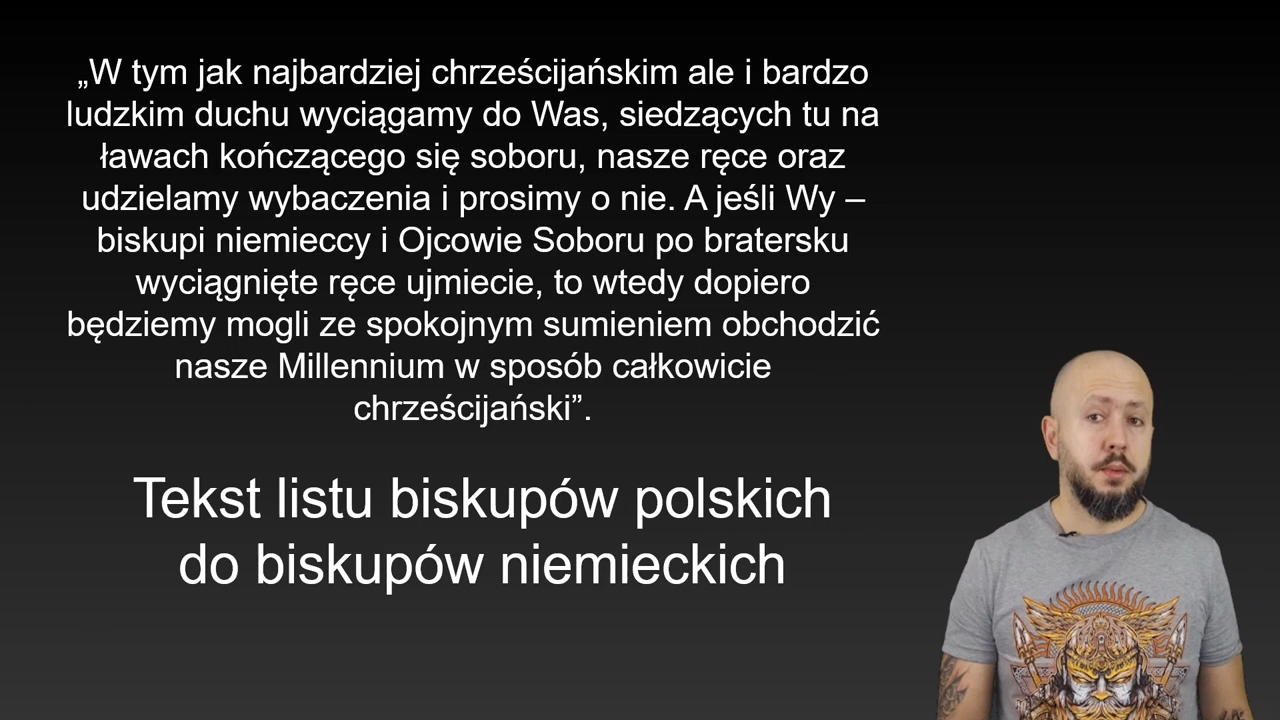 „W tym jak najbardziej chrześcijańskim ale i bardzo
ludzkim duchu wyciągamy do Was, siedzących tu na
ławach kończącego się soboru, nasze ręce oraz
udzielamy wybaczenia i prosimy o nie. A jeśli Wy –
biskupi niemieccy i Ojcowie Soboru po bratersku
wyciągnięte ręce ujmiecie, to wtedy dopiero
będziemy mogli ze spokojnym sumieniem obchodzić
nasze Millennium w sposób całkowicie
chrześcijański”.
Tekst listu biskupów polskich
do biskupów niemieckich